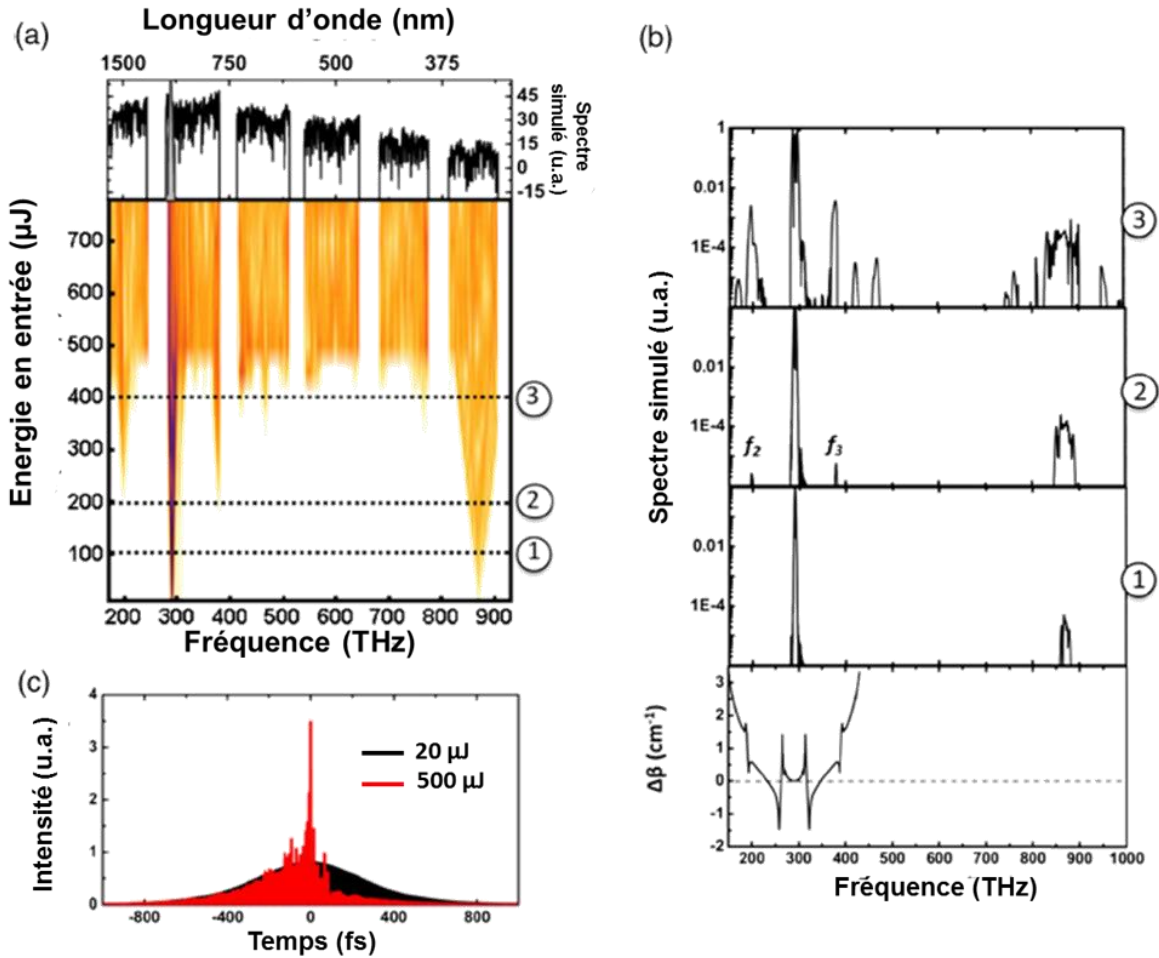 (a)
Longueur d'onde (nm)
1500 750 500 375
45
30
15
0
-15
Spectre
simulé (u.a.)
Energie en entrée (µJ)
700
600
500
400
300
200
100
3
2
1
200 300 400 500 600 700 800 900
Fréquence (THz)
(b)
Spectre simulé (u.a.)
1
0.01
1E-4
3
0.01
1E-4
f2 f3
2
0.01
1E-4
1
Δβ (cm-1)
3
2
1
0
-1
-2
200 300 400 500 600 700 800 900 1000
Fréquence (THz)
(c)
Intensité (u.a.)
4
3
2
1
0
20 µJ
500 µJ
-800 -400 0 400 800
Temps (fs)